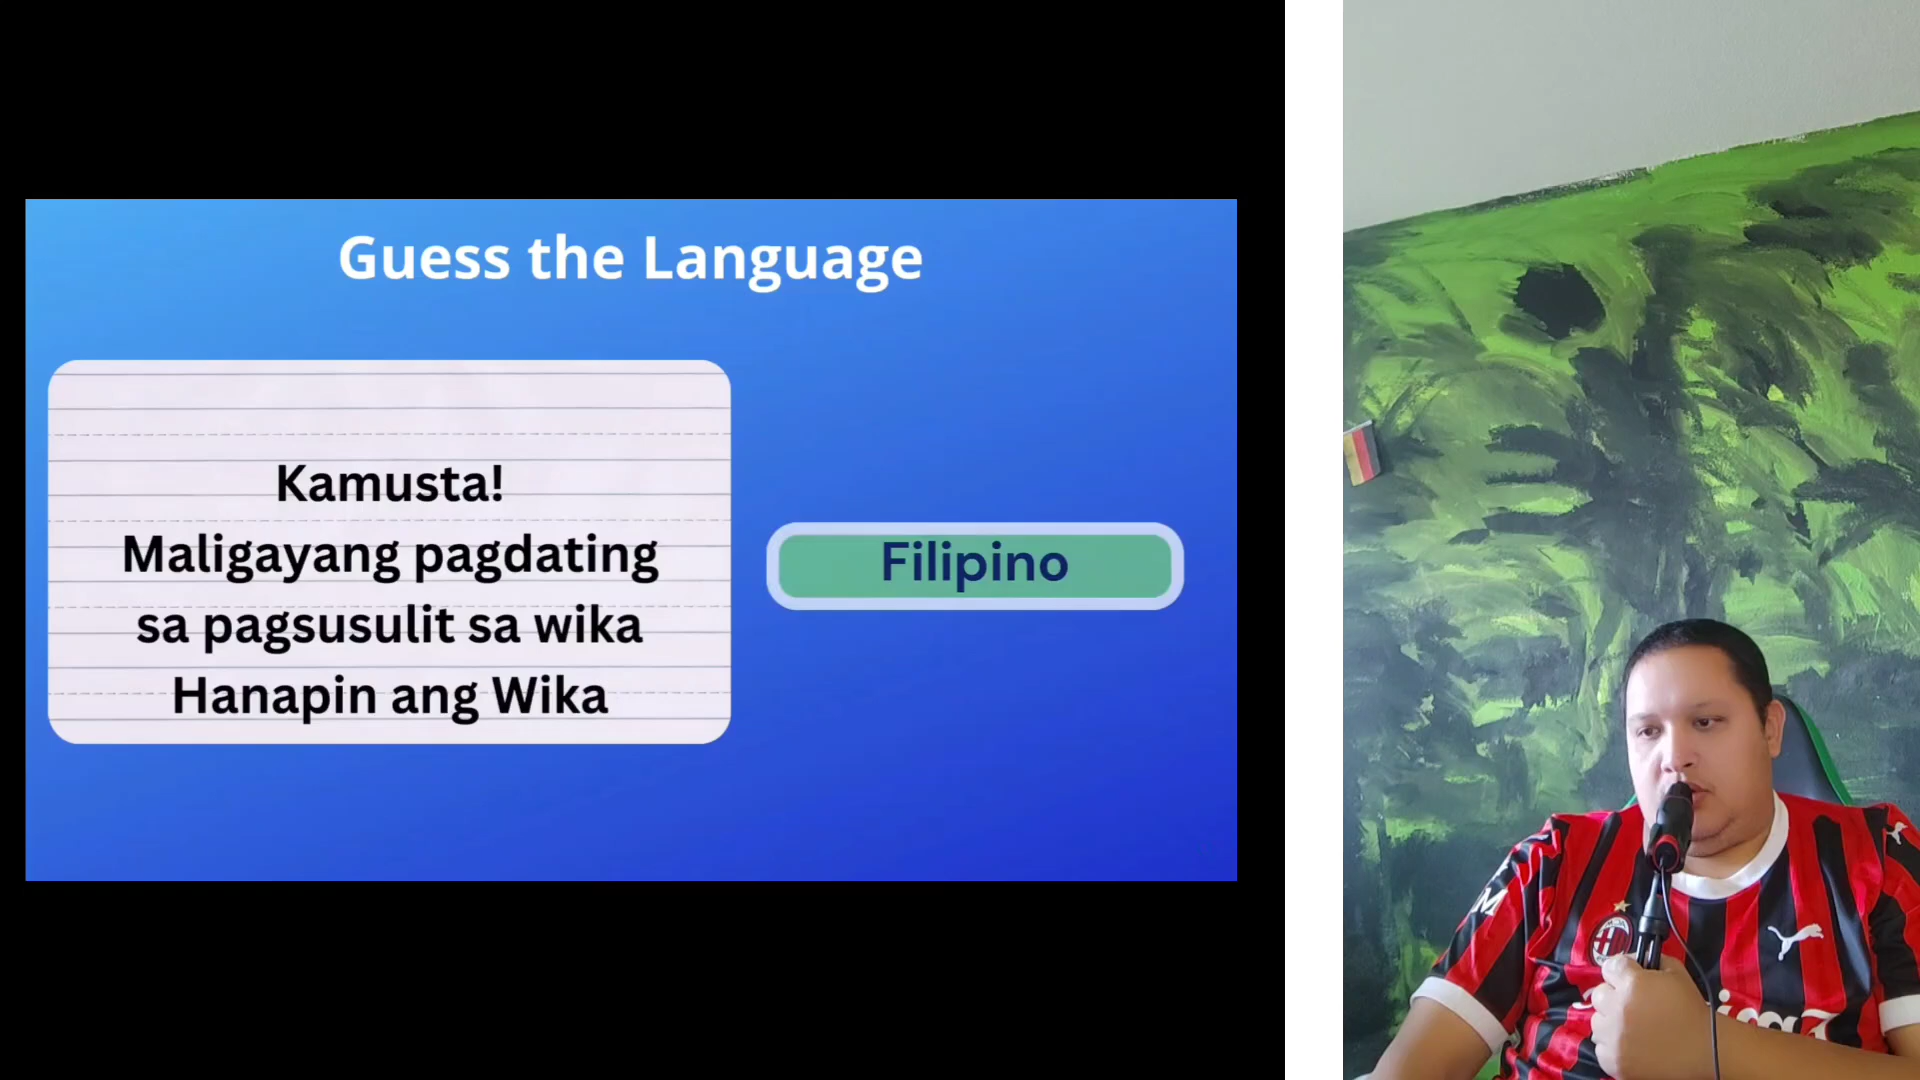 Guess the Language
Kamusta!
Maligayang pagdating
sa pagsusulit sa wika
Hanapin ang Wika
Filipino